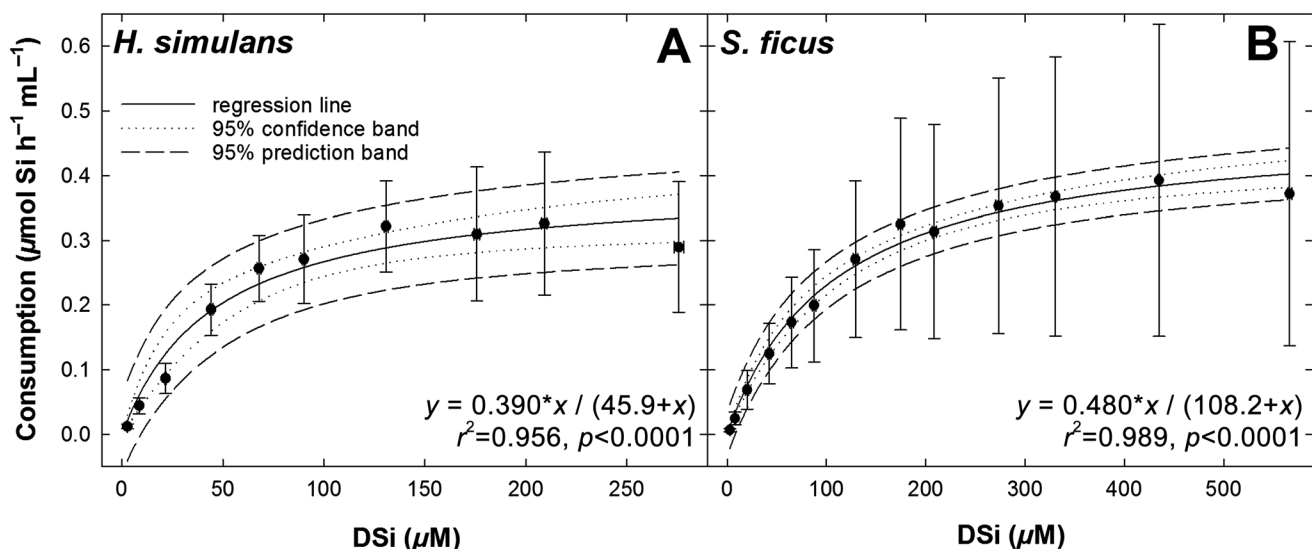 H. simulans
A
regression line
95% confidence band
95% prediction band
y = 0.390*x / (45.9+x)
r²=0.956, p<0.0001
S. ficus
B
y = 0.480*x / (108.2+x)
r²=0.989, p<0.0001
Consumption (µmol Si h⁻¹ mL⁻¹)
0.6
0.5
0.4
0.3
0.2
0.1
0.0
0 50 100 150 200 250
0 100 200 300 400 500
DSi (µM)
DSi (µM)